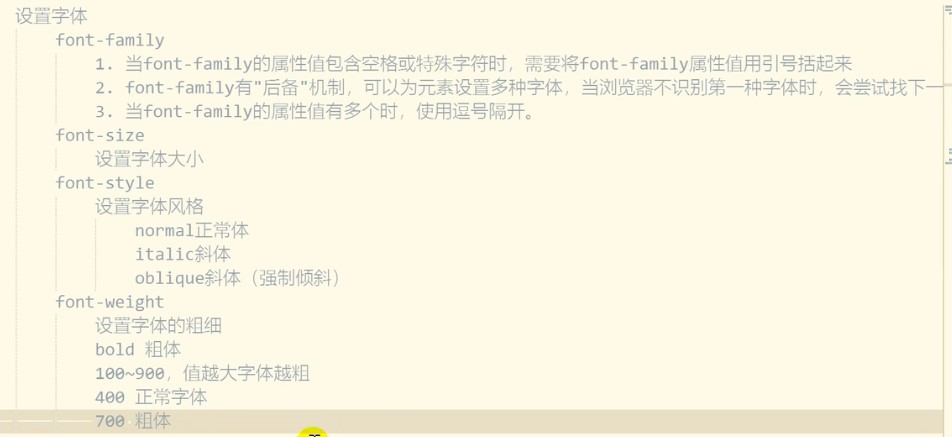 设置字体
font-family
1. 当font-family的属性值包含空格或特殊字符时，需要将font-family属性值用引号括起来
2. font-family有"后备"机制，可以为元素设置多种字体，当浏览器不识别第一种字体时，会尝试找下一
3. 当font-family的属性值有多个时，使用逗号隔开。
font-size
设置字体大小
font-style
设置字体风格
normal正常体
italic斜体
oblique斜体（强制倾斜）
font-weight
设置字体的粗细
bold 粗体
100~900，值越大字体越粗
400 正常字体
700 粗体